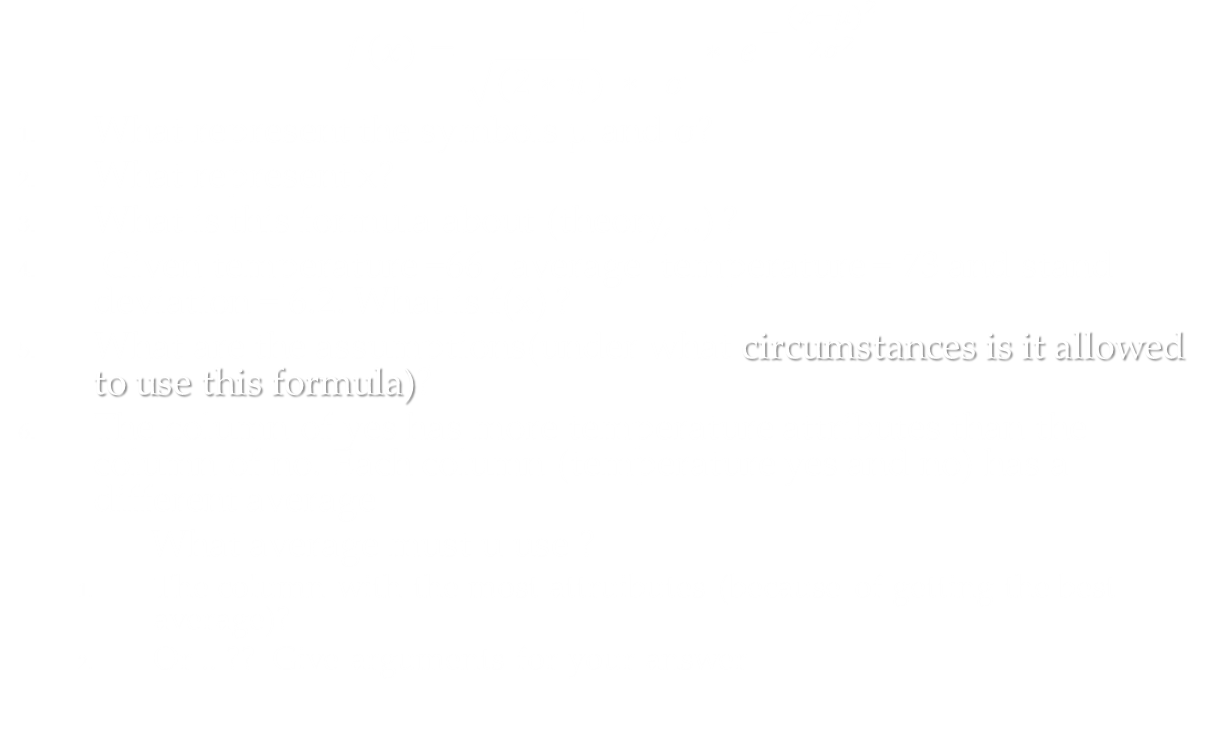 circumstances is it allowed
to use this formula)